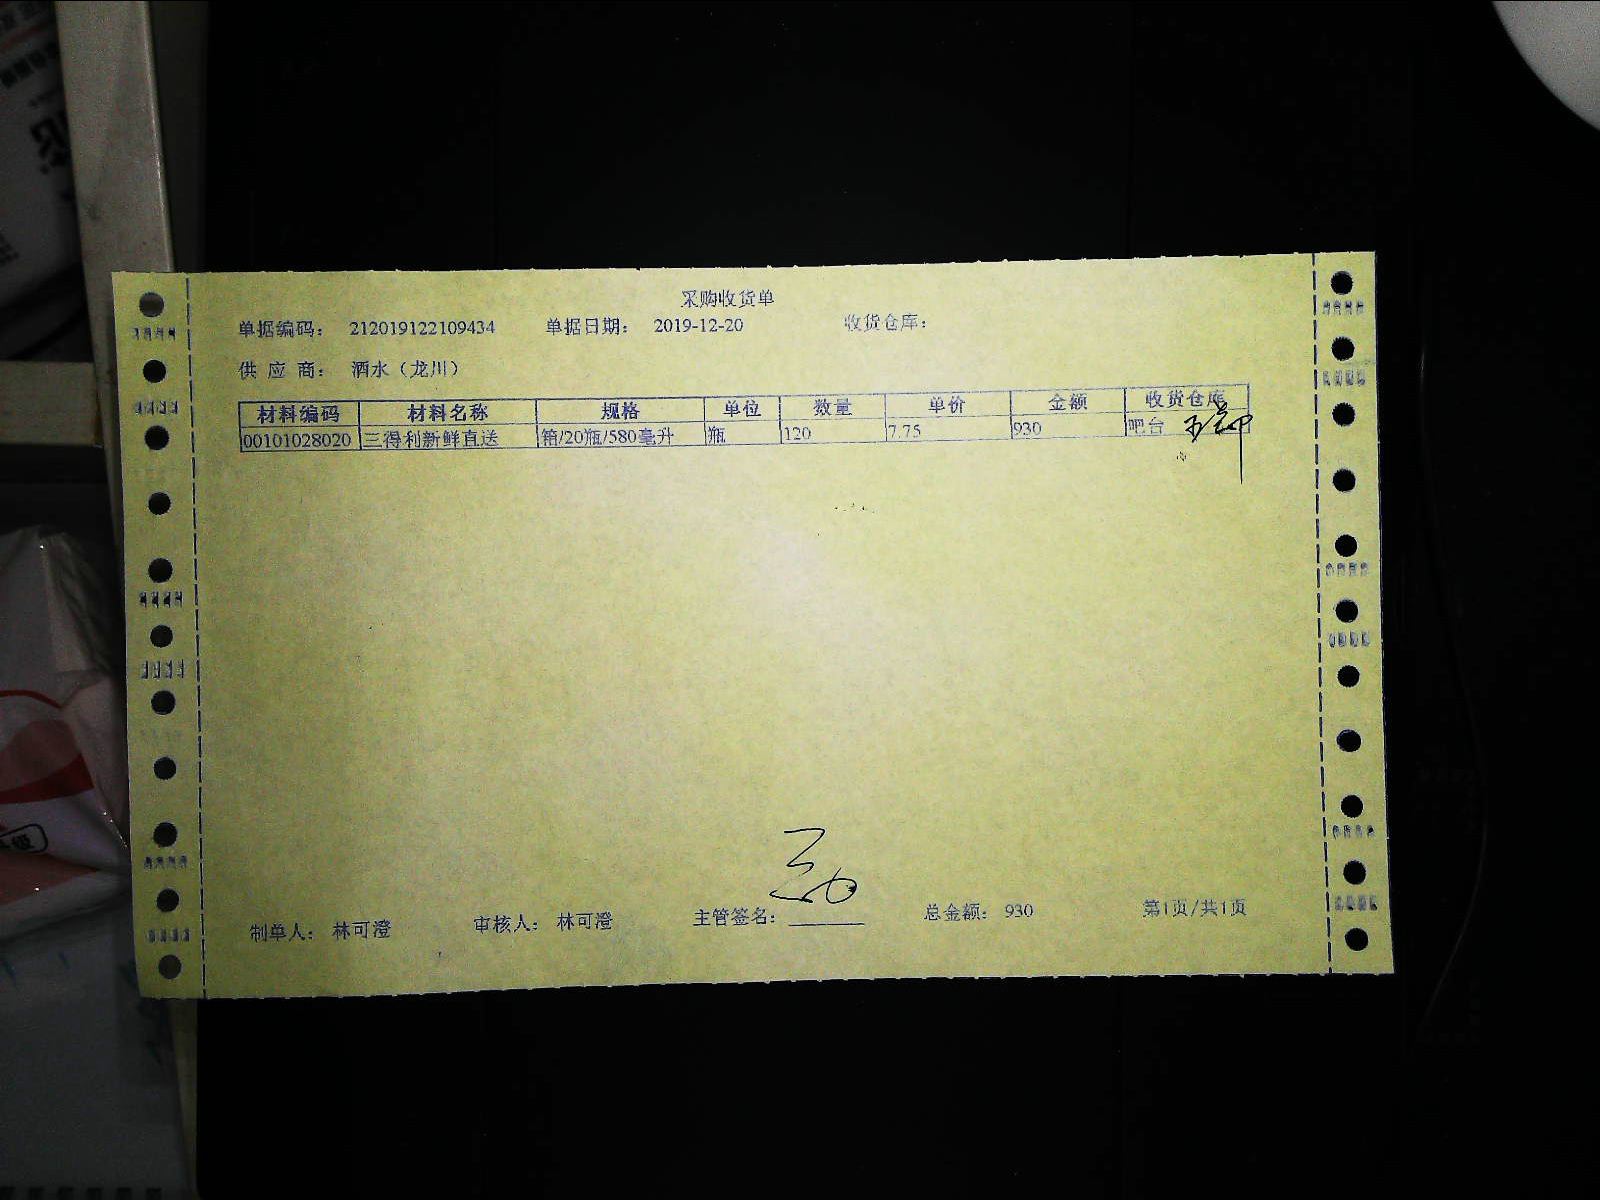 采购收货单
单据编码: 212019122109434 单据日期: 2019-12-20 收货仓库:
供应商: 酒水（龙川）
材料编码 材料名称 规格 单位 数量 单价 金额 收货仓库
00101028020 三得利新鲜直送 箱/20瓶/580毫升 瓶 120 7.75 930 吧台
制单人: 林可澄 审核人: 林可澄 主管签名: 总金额: 930 第1页/共1页